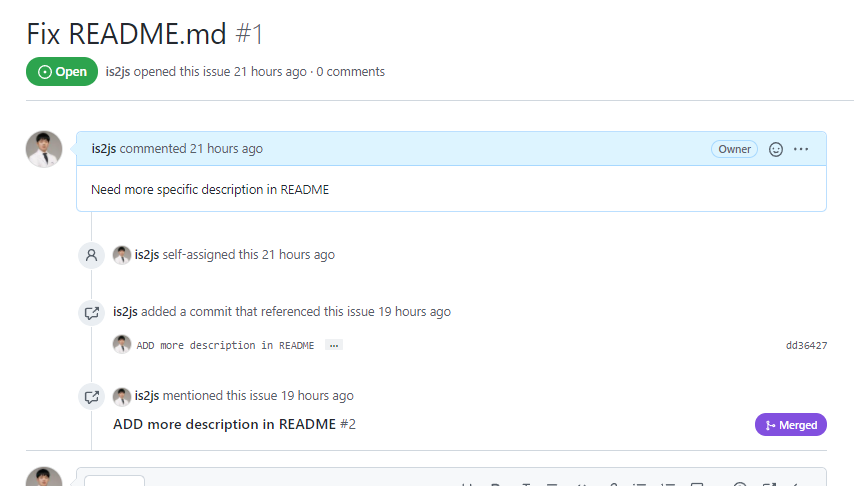 Fix README.md #1
Open is2js opened this issue 21 hours ago · 0 comments
is2js commented 21 hours ago Owner
Need more specific description in README
is2js self-assigned this 21 hours ago
is2js added a commit that referenced this issue 19 hours ago
ADD more description in README ... dd36427
is2js mentioned this issue 19 hours ago
ADD more description in README #2 Merged